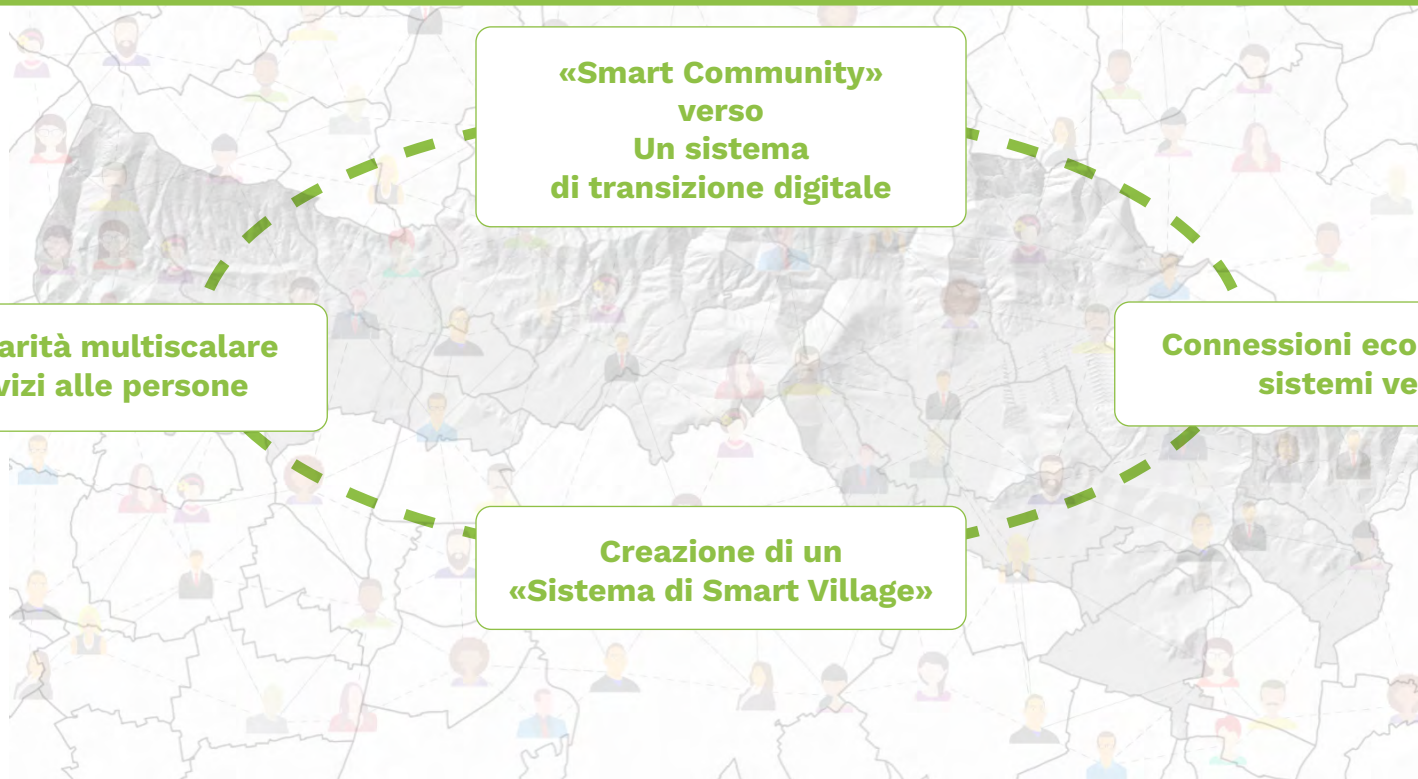 «Smart Community»
verso
Un sistema
di transizione digitale
arità multiscalare
vizi alle persone
Connessioni eco
sistemi ve
Creazione di un
«Sistema di Smart Village»